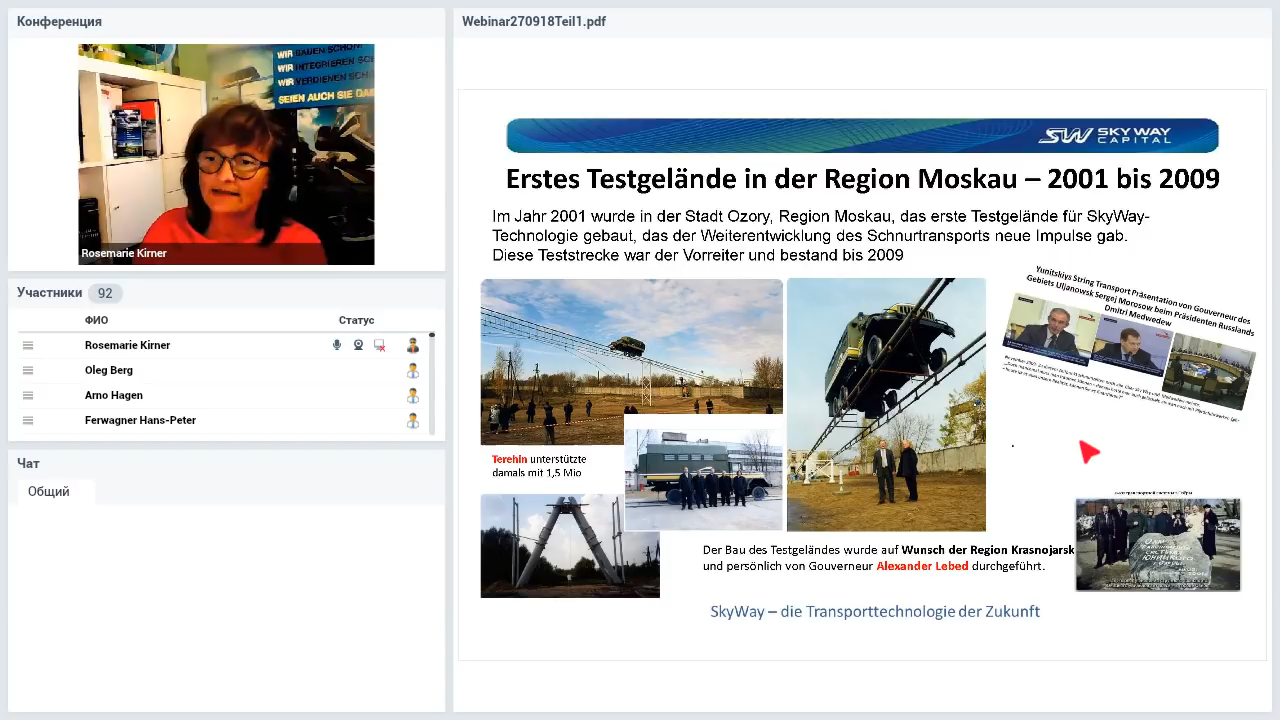 Конференция
WIR BAUEN SCHON
WIR INTEGRIEREN SC
WIR VERDIENEN SCH
SEIEN AUCH SIE DA
Rosemarie Kirner
Участники 92
ФИО Статус
Rosemarie Kirner
Oleg Berg
Arno Hagen
Ferwagner Hans-Peter
Чат
Общий
Webinar270918Teil1.pdf
SW SKY WAY
CAPITAL
Erstes Testgelände in der Region Moskau – 2001 bis 2009
Im Jahr 2001 wurde in der Stadt Ozory, Region Moskau, das erste Testgelände für SkyWay-
Technologie gebaut, das der Weiterentwicklung des Schnurtransports neue Impulse gab.
Diese Teststrecke war der Vorreiter und bestand bis 2009
Yunitskiys String Transport Präsentation von Gouverneur des
Gebiets Uljanowsk Sergej Morosow beim Präsidenten Russlands
Dmitri Medwedew
Terehin unterstützte
damals mit 1,5 Mio
Der Bau des Testgeländes wurde auf Wunsch der Region Krasnojarsk
und persönlich von Gouverneur Alexander Lebed durchgeführt.
SkyWay – die Transporttechnologie der Zukunft